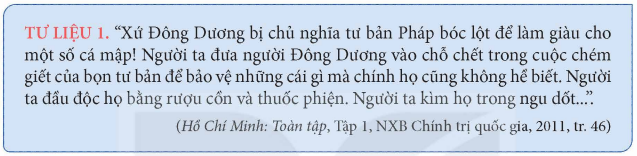 TƯ LIỆU 1. “Xứ Đông Dương bị chủ nghĩa tư bản Pháp bóc lột để làm giàu cho
một số cá mập! Người ta đưa người Đông Dương vào chỗ chết trong cuộc chém
giết của bọn tư bản để bảo vệ những cái gì mà chính họ cũng không hề biết. Người
ta đầu độc họ bằng rượu cồn và thuốc phiện. Người ta kìm họ trong ngu dốt...”.
(Hồ Chí Minh: Toàn tập, Tập 1, NXB Chính trị quốc gia, 2011, tr. 46)